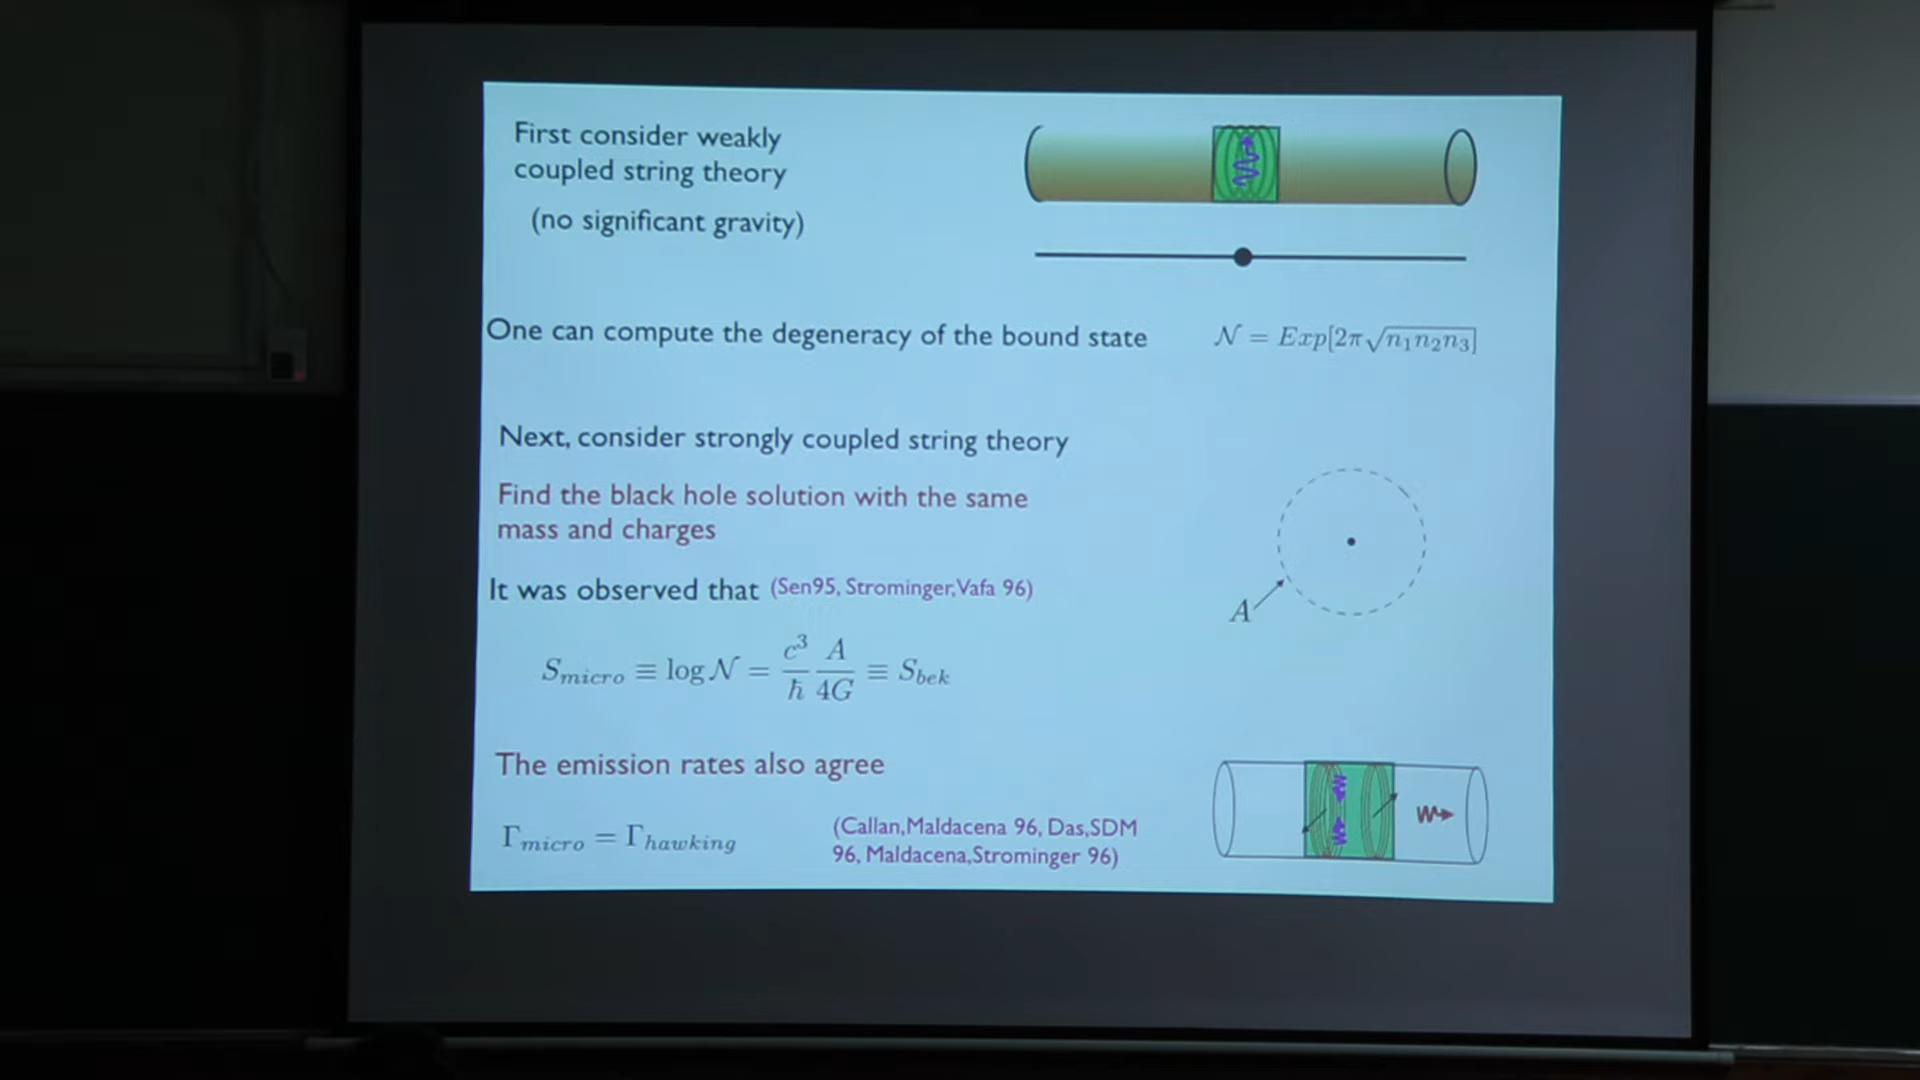 First consider weakly
coupled string theory
(no significant gravity)
One can compute the degeneracy of the bound state
𝒩 = Exp[2π√n₁n₂n₃]
Next, consider strongly coupled string theory
Find the black hole solution with the same
mass and charges
It was observed that (Sen95, Strominger,Vafa 96)
A
S_micro ≡ log 𝒩 = c³/ħ A/4G ≡ S_bek
The emission rates also agree
Γ_micro = Γ_hawking
(Callan,Maldacena 96, Das,SDM
96, Maldacena,Strominger 96)